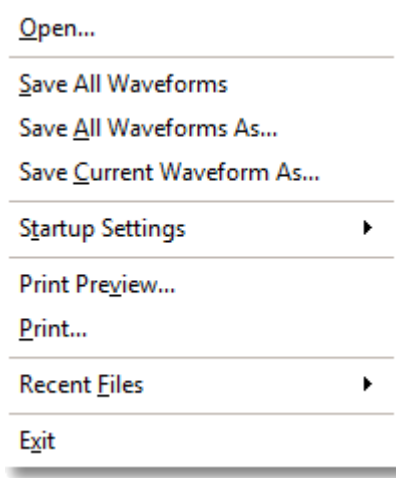 Open...
Save All Waveforms
Save All Waveforms As...
Save Current Waveform As...
Startup Settings
Print Preview...
Print...
Recent Files
Exit